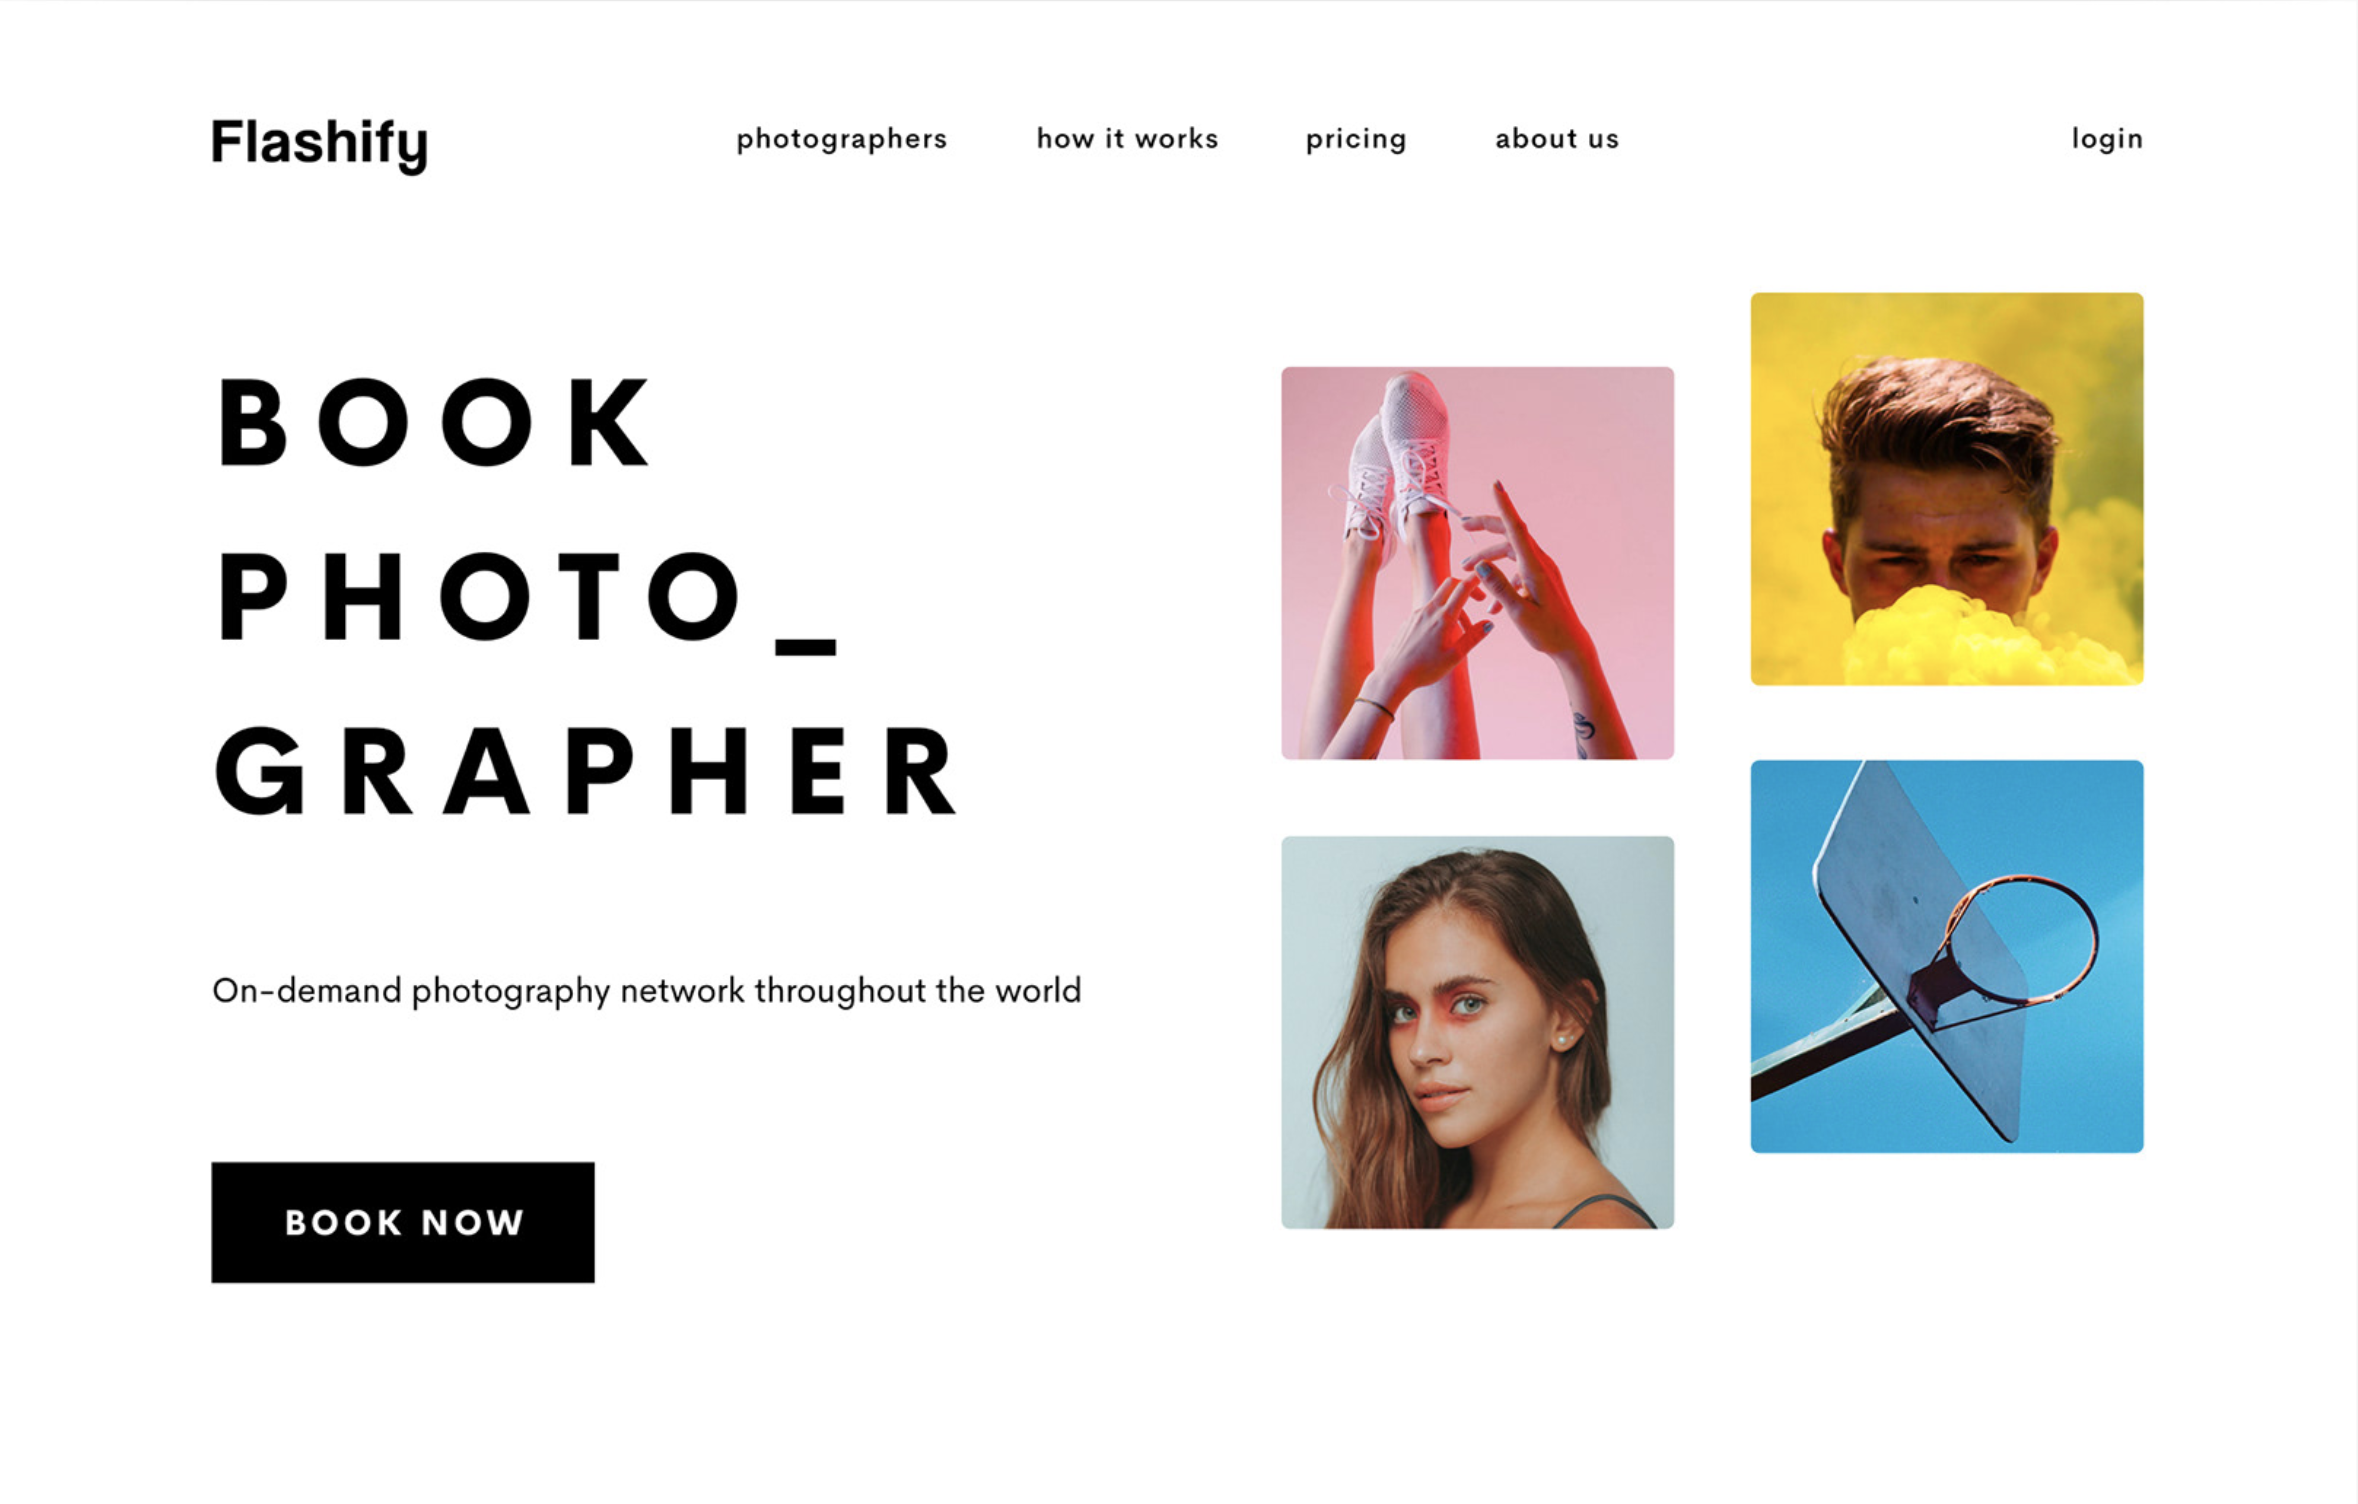 Flashify
photographers how it works pricing about us login
BOOK
PHOTO_
GRAPHER
On-demand photography network throughout the world
BOOK NOW